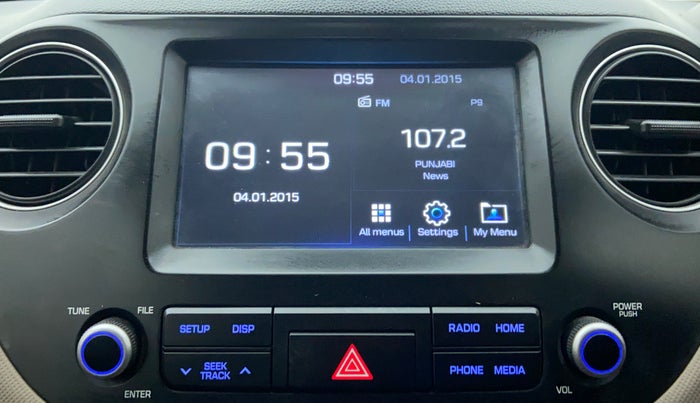 09:55 04.01.2015
FM P9
09:55
107.2
PUNJABI
News
04.01.2015
All menus Settings My Menu
TUNE FILE
ENTER
SETUP DISP
SEEK
TRACK
RADIO HOME
PHONE MEDIA
POWER
PUSH
VOL